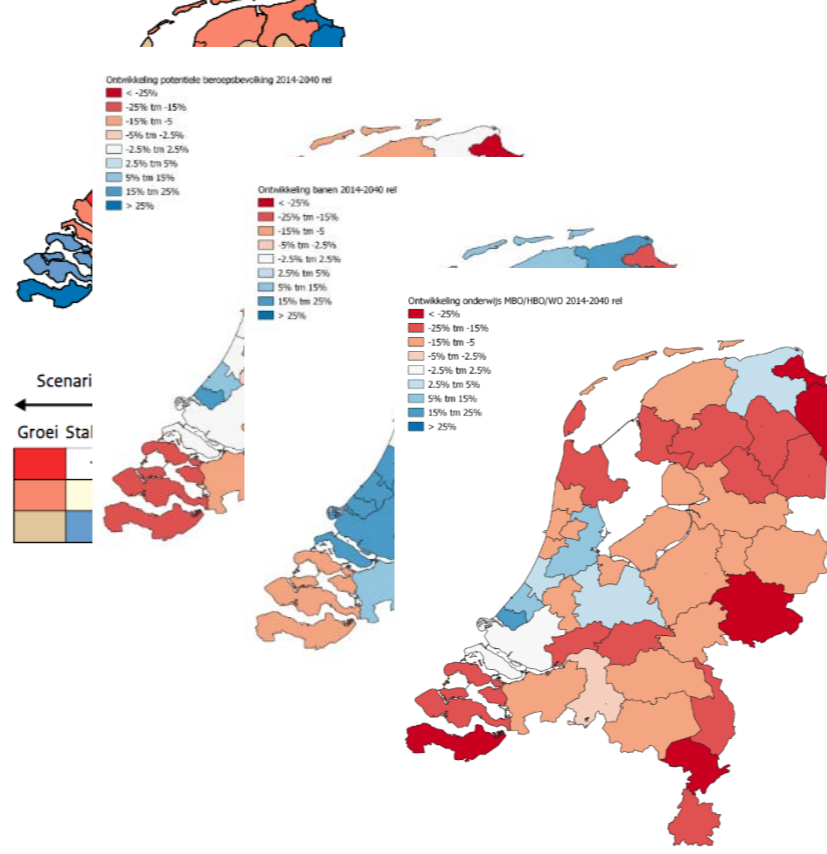 Ontwikkeling potentiele beroepsbevolking 2014-2040 rel
< -25%
-25% tm -15%
-15% tm -5
-5% tm -2.5%
-2.5% tm 2.5%
2.5% tm 5%
5% tm 15%
15% tm 25%
> 25%
Ontwikkeling banen 2014-2040 rel
< -25%
-25% tm -15%
-15% tm -5
-5% tm -2.5%
-2.5% tm 2.5%
2.5% tm 5%
5% tm 15%
15% tm 25%
> 25%
Ontwikkeling onderwijs MBO/HBO/WO 2014-2040 rel
< -25%
-25% tm -15%
-15% tm -5
-5% tm -2.5%
-2.5% tm 2.5%
2.5% tm 5%
5% tm 15%
15% tm 25%
> 25%
Scenari
Groei Stal